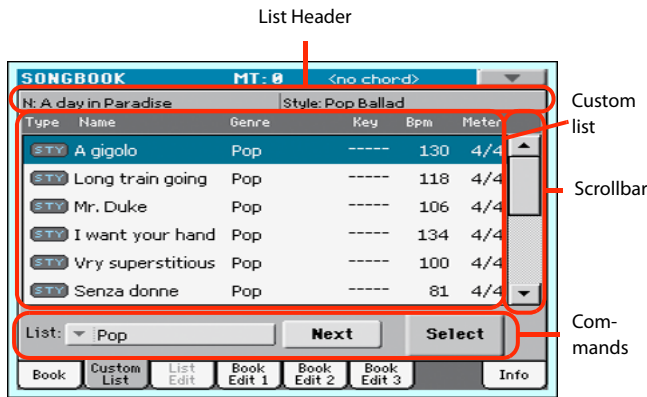 List Header
SONGBOOK MT: 0 <no chord>
N: A day in Paradise Style: Pop Ballad
Type Name Genre Key Bpm Meter
STY A gigolo Pop ----- 130 4/4
STY Long train going Pop ----- 118 4/4
STY Mr. Duke Pop ----- 106 4/4
STY I want your hand Pop ----- 134 4/4
STY Vry superstitious Pop ----- 100 4/4
STY Senza donne Pop ----- 81 4/4
List: Pop Next Select
Book Custom List List Edit Book Edit 1 Book Edit 2 Book Edit 3 Info
Custom
list
Scrollbar
Com-
mands